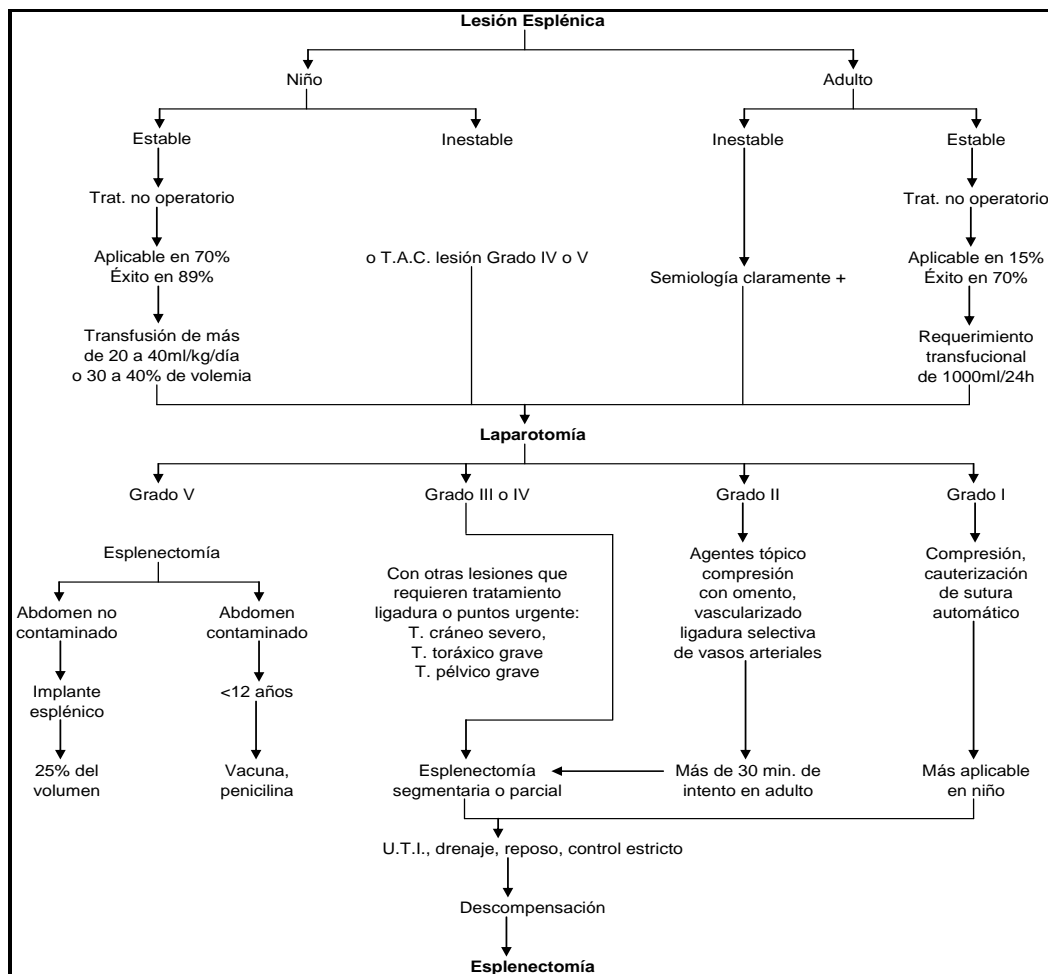 Lesión Esplénica
Niño
Adulto
Estable
Inestable
Inestable
Estable
Trat. no operatorio
Trat. no operatorio
Aplicable en 70%
Éxito en 89%
o T.A.C. lesión Grado IV o V
Semiología claramente +
Aplicable en 15%
Éxito en 70%
Transfusión de más
de 20 a 40ml/kg/día
o 30 a 40% de volemia
Requerimiento
transfucional
de 1000ml/24h
Laparotomía
Grado V
Grado III o IV
Grado II
Grado I
Esplenectomía
Abdomen no
contaminado
Abdomen
contaminado
Implante
esplénico
<12 años
25% del
volumen
Vacuna,
penicilina
Con otras lesiones que
requieren tratamiento
ligadura o puntos urgente:
T. cráneo severo,
T. toráxico grave
T. pélvico grave
Agentes tópico
compresión
con omento,
vascularizado
ligadura selectiva
de vasos arteriales
Compresión,
cauterización
de sutura
automático
Esplenectomía
segmentaria o parcial
Más de 30 min. de
intento en adulto
Más aplicable
en niño
U.T.I., drenaje, reposo, control estricto
Descompensación
Esplenectomía